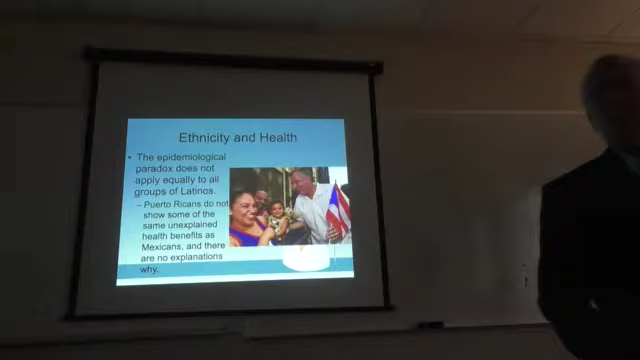 Ethnicity and Health
• The epidemiological
paradox does not
apply equally to all
groups of Latinos.
– Puerto Ricans do not
show some of the
same unexplained
health benefits as
Mexicans, and there
are no explanations
why.